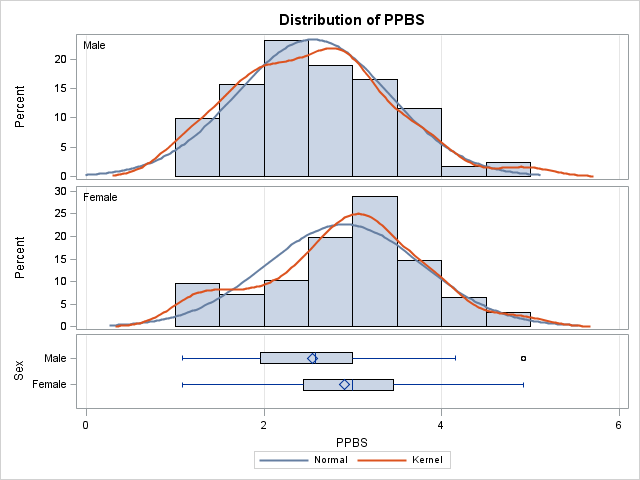 Distribution of PPBS
Male
Percent
20
15
10
5
0
Female
Percent
30
25
20
15
10
5
0
Sex
Male
Female
0 2 4 6
PPBS
Normal Kernel